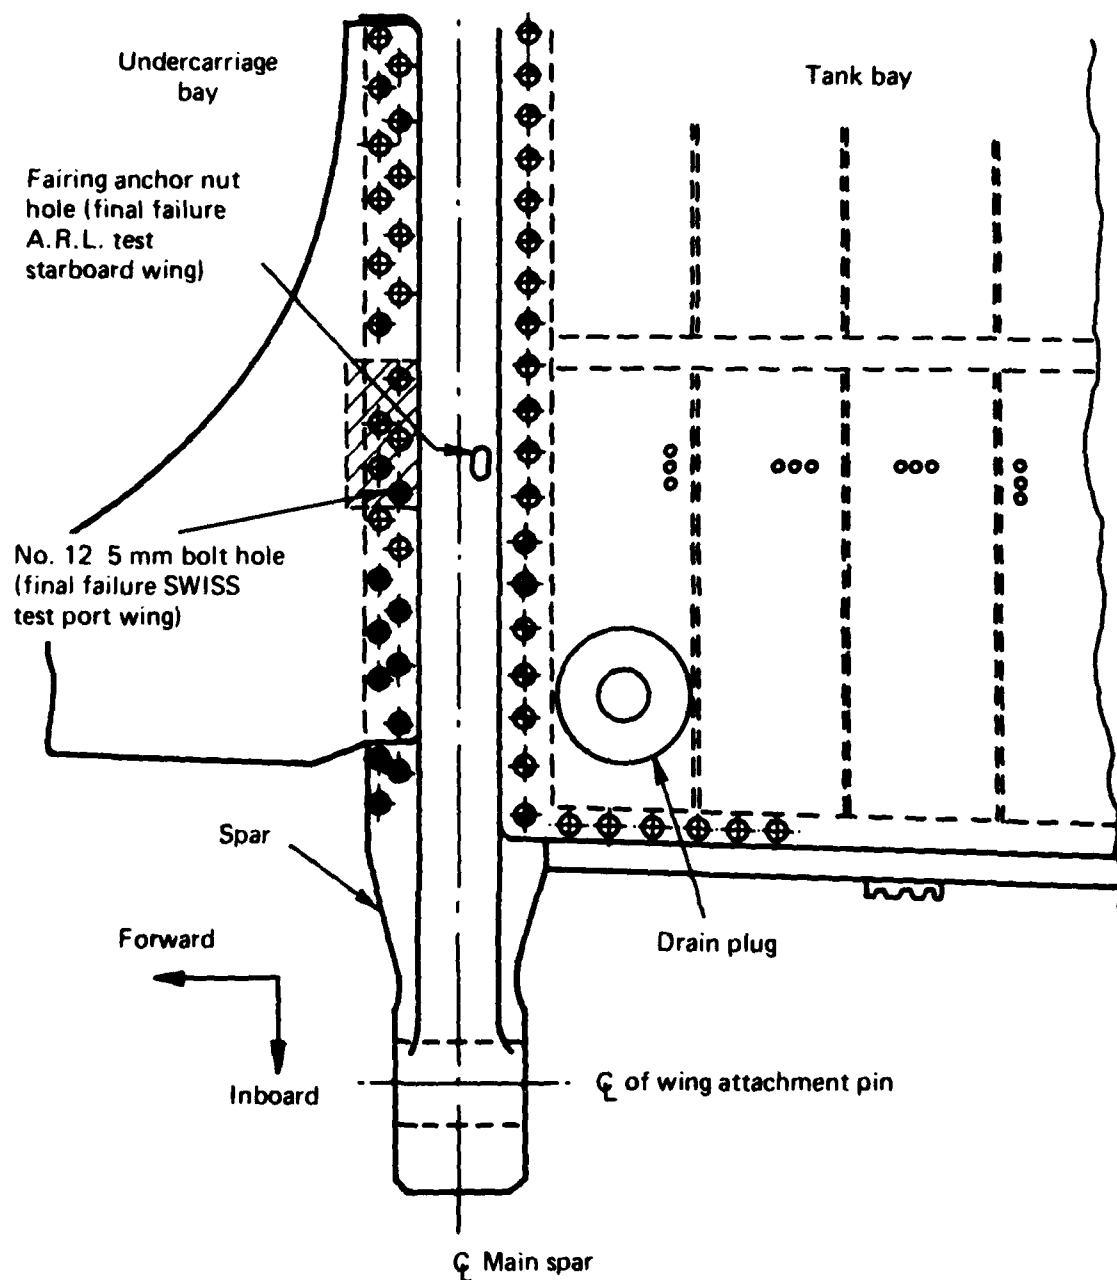 Undercarriage
bay
Tank bay
Fairing anchor nut
hole (final failure
A.R.L. test
starboard wing)
No. 12 5 mm bolt hole
(final failure SWISS
test port wing)
Spar
Forward
Drain plug
Inboard
℄ of wing attachment pin
℄ Main spar